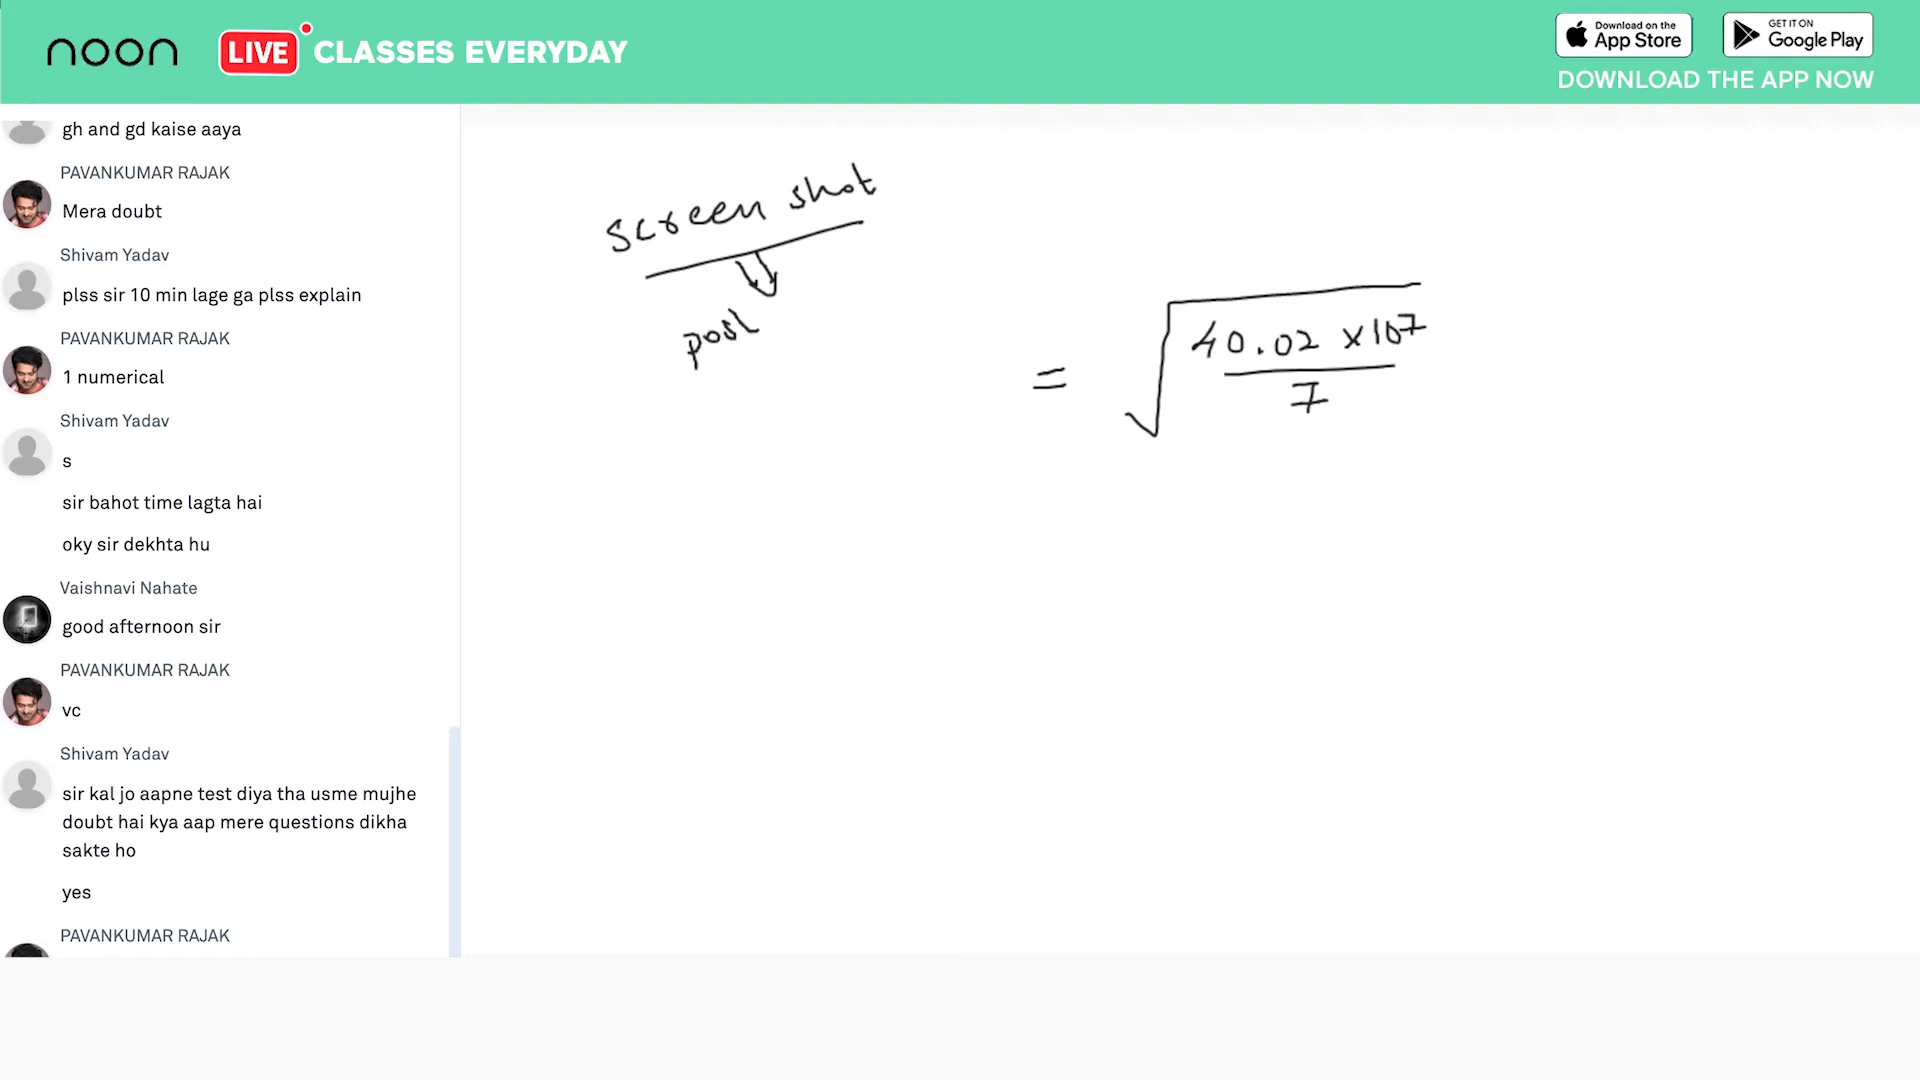 noon LIVE CLASSES EVERYDAY
Download on the App Store
GET IT ON Google Play
DOWNLOAD THE APP NOW
gh and gd kaise aaya
PAVANKUMAR RAJAK
Mera doubt
Shivam Yadav
plss sir 10 min lage ga plss explain
PAVANKUMAR RAJAK
1 numerical
Shivam Yadav
s
sir bahot time lagta hai
oky sir dekhta hu
Vaishnavi Nahate
good afternoon sir
PAVANKUMAR RAJAK
vc
Shivam Yadav
sir kal jo aapne test diya tha usme mujhe
doubt hai kya aap mere questions dikha
sakte ho
yes
PAVANKUMAR RAJAK
screen shot
post
= √
40.02 × 10⁷
7